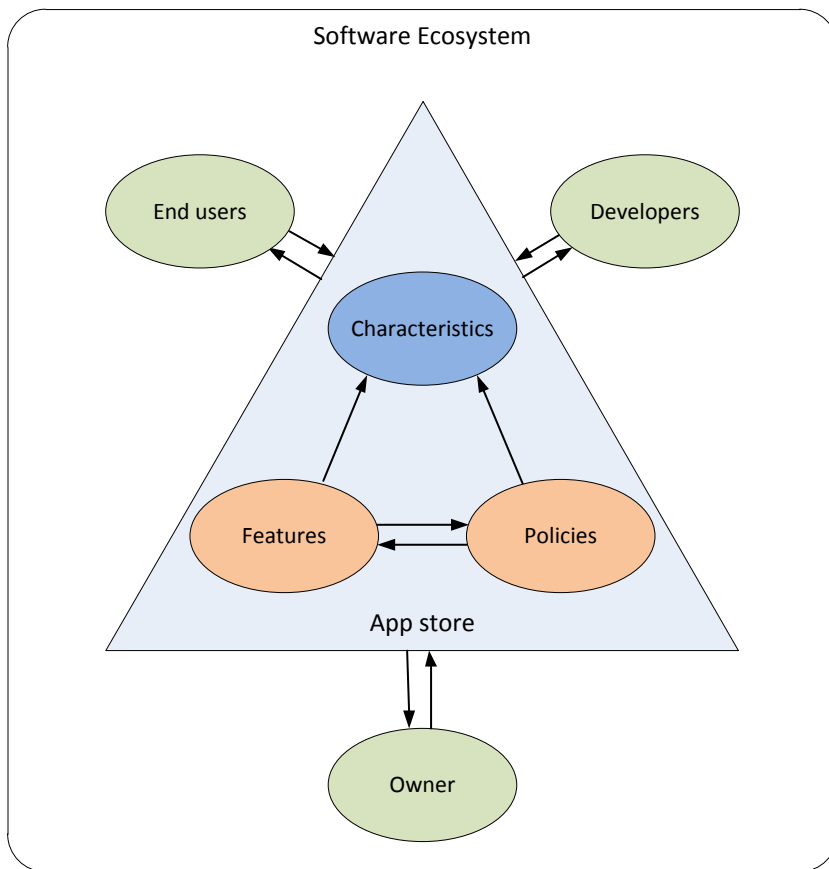 Software Ecosystem
End users
Developers
Characteristics
Features
Policies
App store
Owner